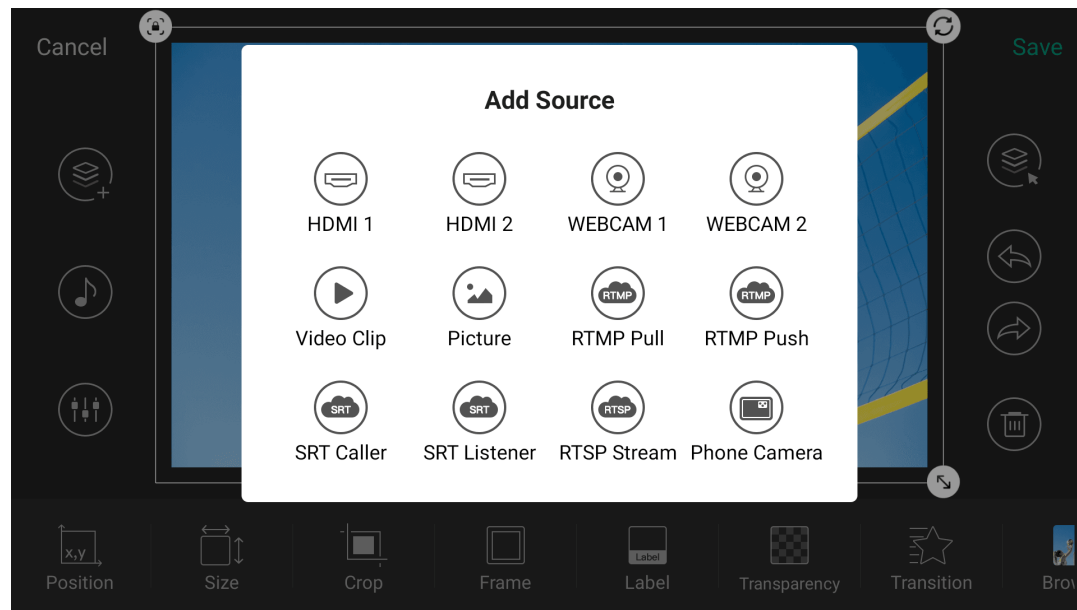 Cancel
Save
Add Source
HDMI 1
HDMI 2
WEBCAM 1
WEBCAM 2
RTMP
RTMP
Video Clip
Picture
RTMP Pull
RTMP Push
SRT
SRT
RTSP
SRT Caller
SRT Listener
RTSP Stream
Phone Camera
x,y
Label
Position
Size
Crop
Frame
Label
Transparency
Transition